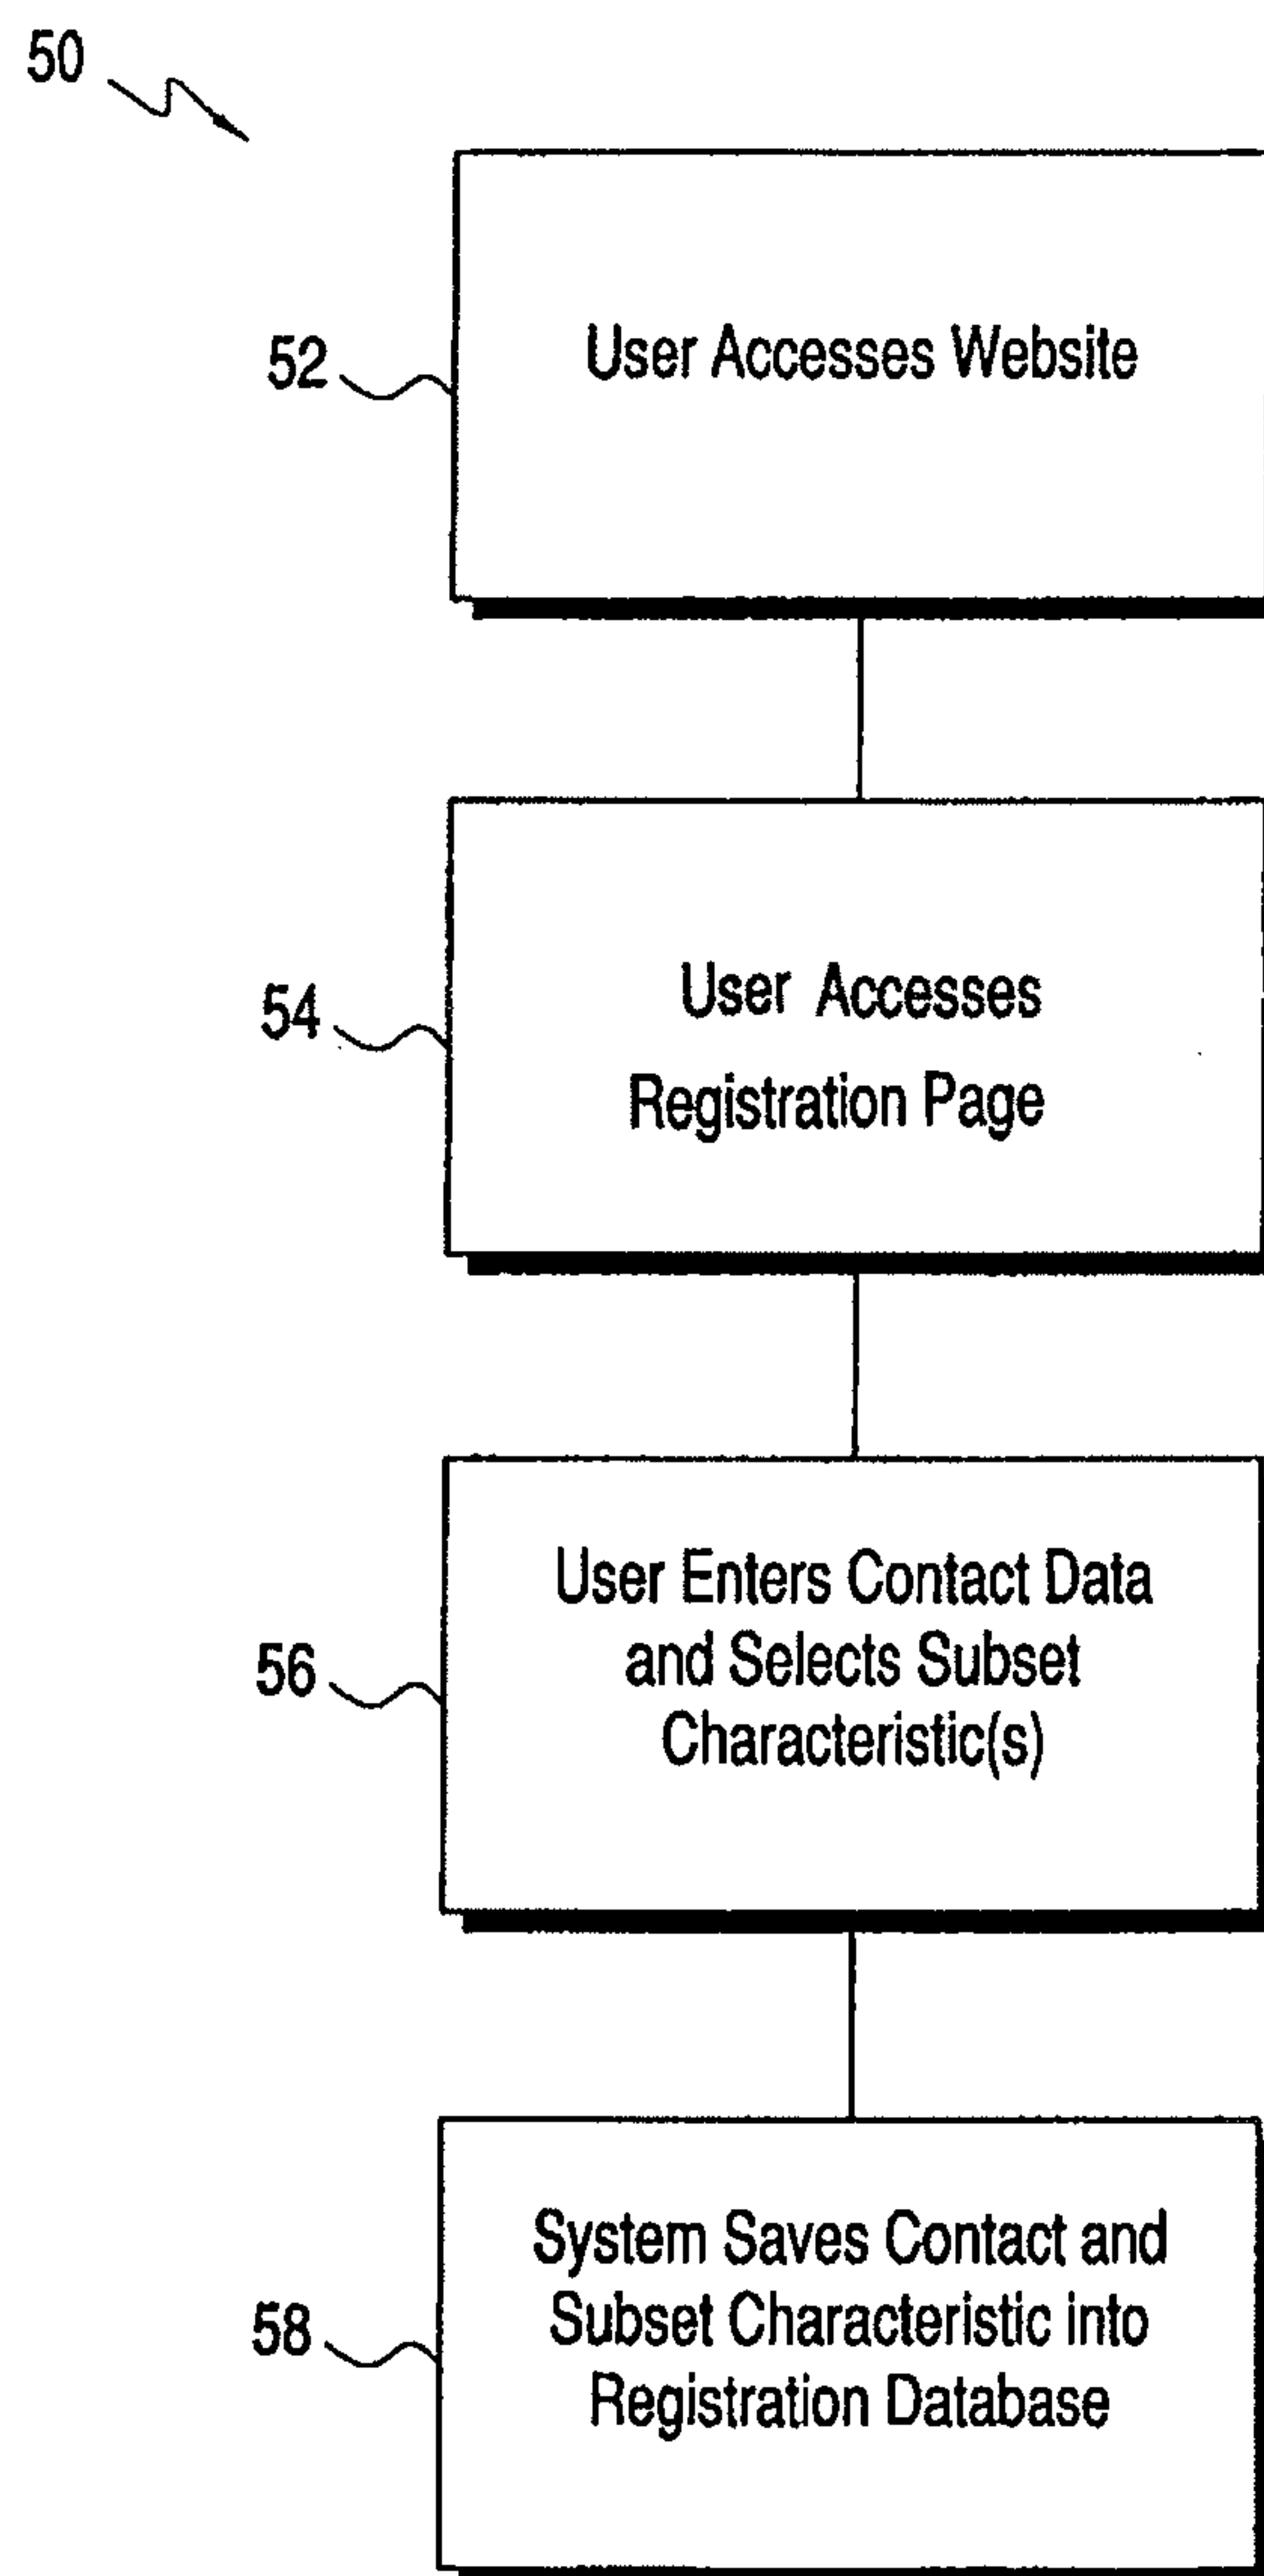 50
52
User Accesses Website
54
User Accesses
Registration Page
56
User Enters Contact Data
and Selects Subset
Characteristic(s)
58
System Saves Contact and
Subset Characteristic into
Registration Database